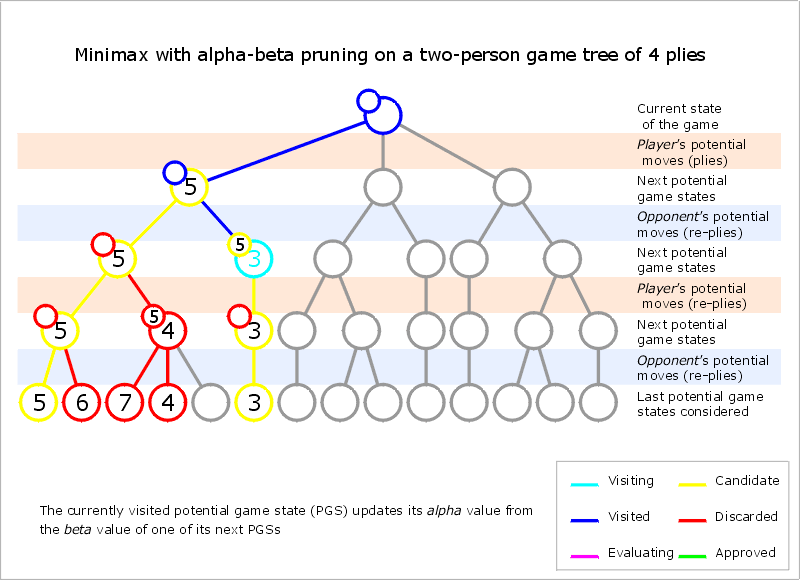 Minimax with alpha-beta pruning on a two-person game tree of 4 plies
Current state
of the game
Player's potential
moves (plies)
5
Next potential
game states
Opponent's potential
moves (re-plies)
5
5
3
Next potential
game states
Player's potential
moves (re-plies)
5
5
4
3
Next potential
game states
Opponent's potential
moves (re-plies)
5
6
7
4
3
Last potential game
states considered
The currently visited potential game state (PGS) updates its alpha value from
the beta value of one of its next PGSs
Visiting
Candidate
Visited
Discarded
Evaluating
Approved